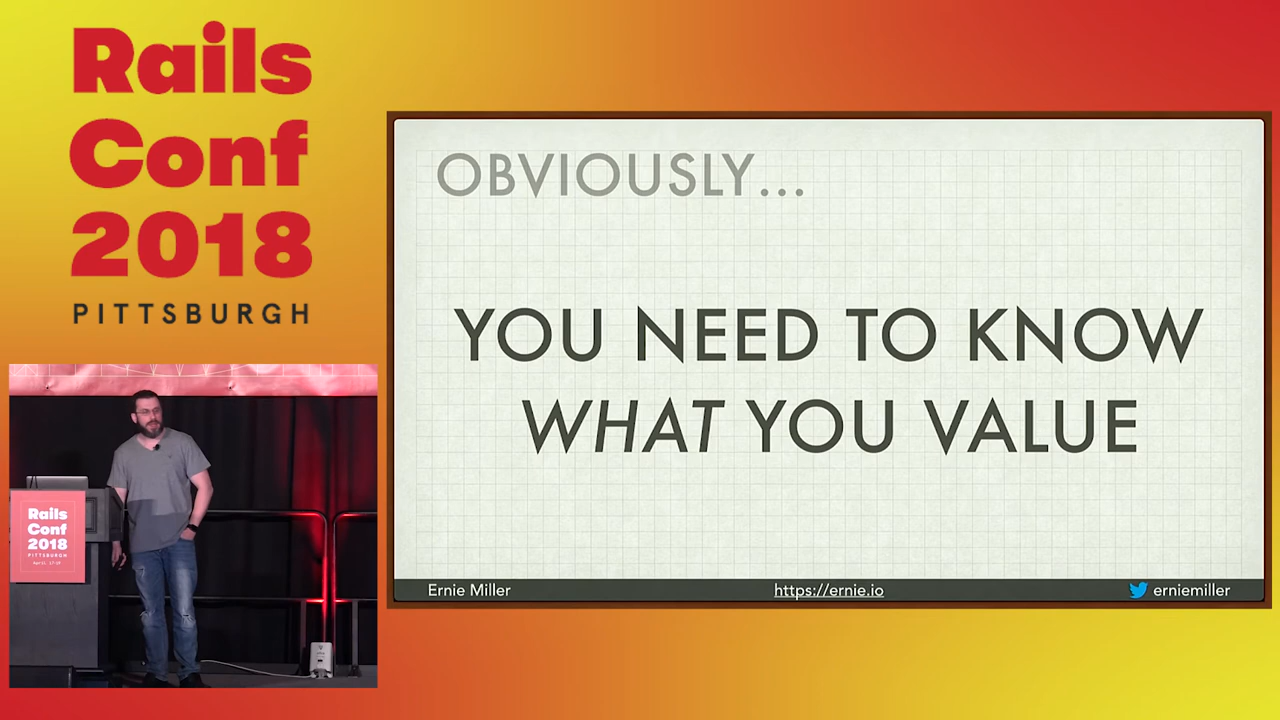 Rails
Conf
2018
PITTSBURGH
OBVIOUSLY...
YOU NEED TO KNOW
WHAT YOU VALUE
Ernie Miller
https://ernie.io
erniemiller
Rails
Conf
2018
PITTSBURGH